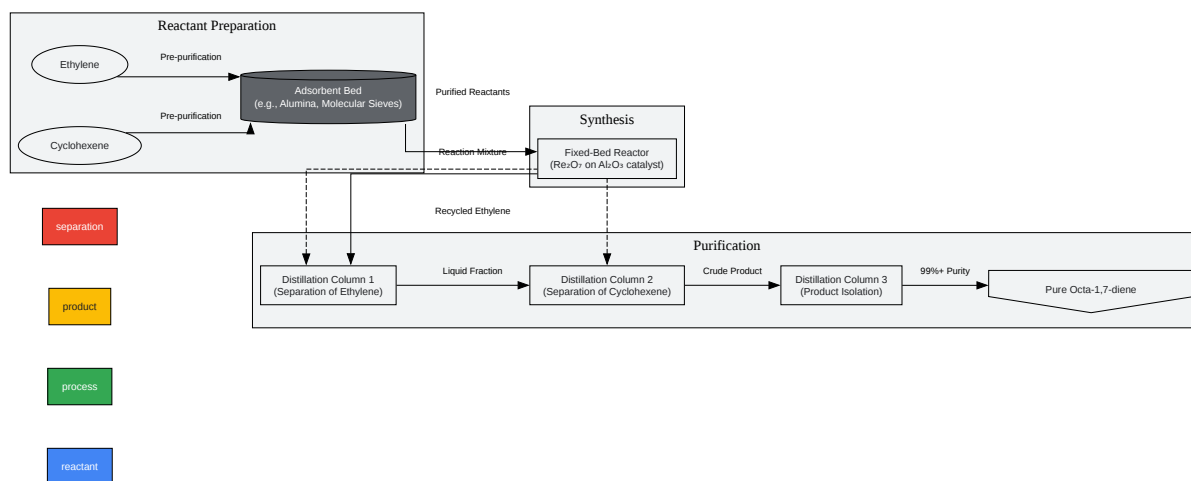 Reactant Preparation
Ethylene
Pre-purification
Adsorbent Bed
(e.g., Alumina, Molecular Sieves)
Pre-purification
Cyclohexene
Purified Reactants
Synthesis
Reaction Mixture
Fixed-Bed Reactor
(Re₂O₇ on Al₂O₃ catalyst)
Recycled Ethylene
separation
Purification
Distillation Column 1
(Separation of Ethylene)
Liquid Fraction
Distillation Column 2
(Separation of Cyclohexene)
Crude Product
Distillation Column 3
(Product Isolation)
99%+ Purity
Pure Octa-1,7-diene
product
process
reactant